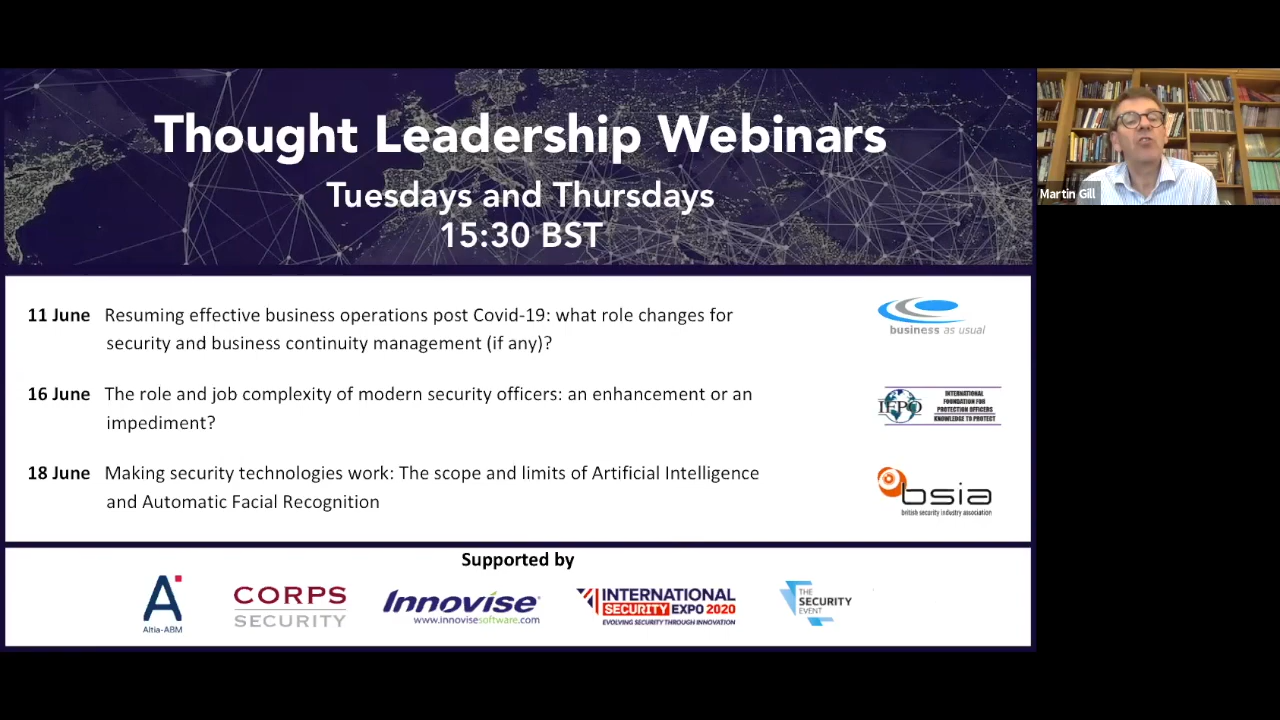 Thought Leadership Webinars
Tuesdays and Thursdays
15:30 BST
Martin Gill
11 June Resuming effective business operations post Covid-19: what role changes for
security and business continuity management (if any)?
business as usual
16 June The role and job complexity of modern security officers: an enhancement or an
impediment?
IFPO
INTERNATIONAL
FOUNDATION FOR
PROTECTION OFFICERS
KNOWLEDGE TO PROTECT
18 June Making security technologies work: The scope and limits of Artificial Intelligence
and Automatic Facial Recognition
bsia
british security industry association
Supported by
Altia-ABM
CORPS
SECURITY
Innovise
www.innovisesoftware.com
INTERNATIONAL
SECURITY EXPO 2020
EVOLVING SECURITY THROUGH INNOVATION
THE
SECURITY
EVENT